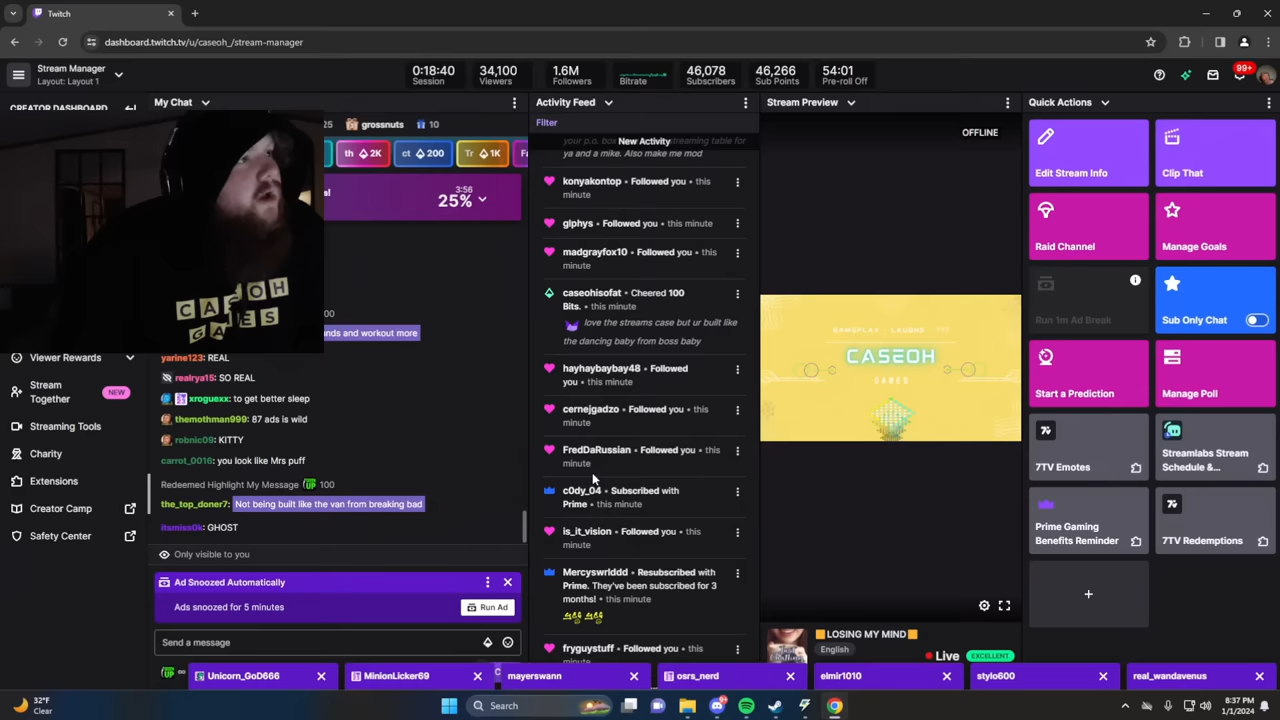 Twitch
dashboard.twitch.tv/u/caseoh_/stream-manager
Stream Manager
Layout: Layout 1
0:18:40
Session
34,100
Viewers
1.6M
Followers
Bitrate
46,078
Subscribers
46,266
Sub Points
54:01
Pre-roll Off
99+
CREATOR DASHBOARD
My Chat
25 grossnuts 10
th 2K
ct 200
Tr 1K
3:56
25%
CASEOH
GAMES
00
nds and workout more
yarine123: REAL
realrya15: SO REAL
xroguexx: to get better sleep
themothman999: 87 ads is wild
robnic09: KITTY
carrot_0016: you look like Mrs puff
Redeemed Highlight My Message 100
the_top_doner7: Not being built like the van from breaking bad
itsmiss0k: GHOST
Only visible to you
Ad Snoozed Automatically
Ads snoozed for 5 minutes
Run Ad
Send a message
Viewer Rewards
Stream Together
NEW
Streaming Tools
Charity
Extensions
Creator Camp
Safety Center
Activity Feed
Filter
your p.o. box streaming table for
New Activity
ya and a mike. Also make me mod
konyakontop • Followed you • this
minute
glphys • Followed you • this minute
madgrayfox10 • Followed you • this
minute
caseohisofat • Cheered 100
Bits. • this minute
love the streams case but ur built like
the dancing baby from boss baby
hayhaybaybay48 • Followed
you • this minute
cernejgadzo • Followed you • this
minute
FredDaRussian • Followed you • this
minute
c0dy_04 • Subscribed with
Prime • this minute
is_it_vision • Followed you • this
minute
Mercyswrlddd • Resubscribed with
Prime. They've been subscribed for 3
months! • this minute
fryguystuff • Followed you • this
Stream Preview
OFFLINE
GAMEPLAY | LAUGHS | ???
CASEOH
GAMES
LOSING MY MIND
English
Live
EXCELLENT
Quick Actions
Edit Stream Info
Clip That
Raid Channel
Manage Goals
Run 1m Ad Break
Sub Only Chat
Start a Prediction
Manage Poll
7TV Emotes
Streamlabs Stream
Schedule &...
Prime Gaming
Benefits Reminder
7TV Redemptions
Unicorn_GoD666
MinionLicker69
mayerswann
osrs_nerd
elmir1010
stylo600
real_wandavenus
32°F
Clear
Search
8:37 PM
1/1/2024